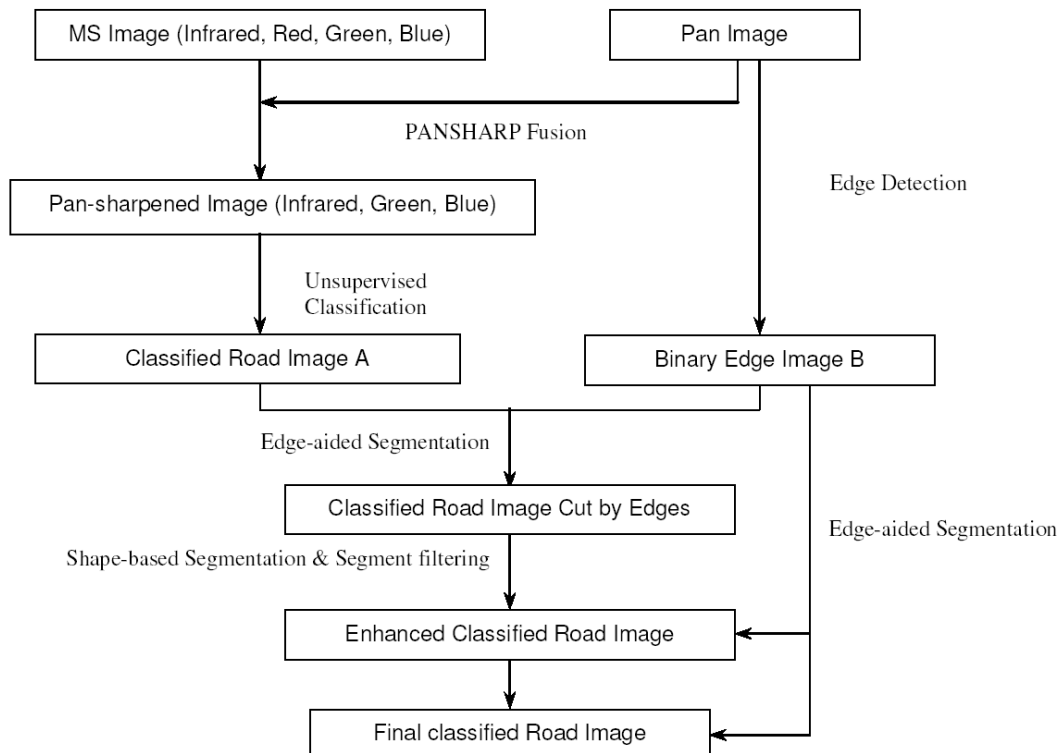 MS Image (Infrared, Red, Green, Blue)
Pan Image
PANSHARP Fusion
Edge Detection
Pan-sharpened Image (Infrared, Green, Blue)
Unsupervised
Classification
Classified Road Image A
Binary Edge Image B
Edge-aided Segmentation
Classified Road Image Cut by Edges
Edge-aided Segmentation
Shape-based Segmentation & Segment filtering
Enhanced Classified Road Image
Final classified Road Image